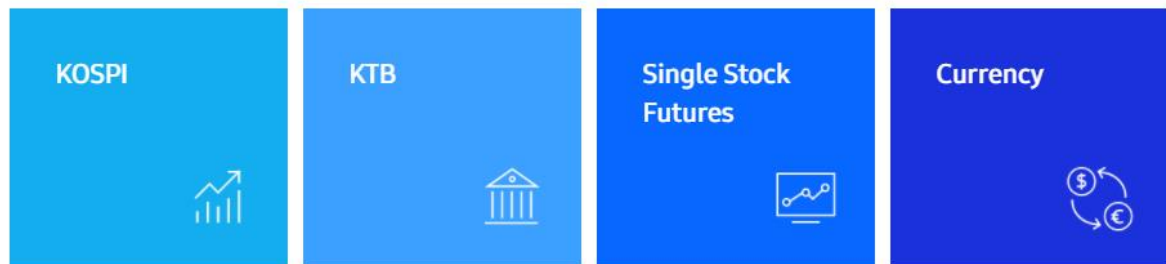 KOSPI
KTB
Single Stock
Futures
Currency
$
€